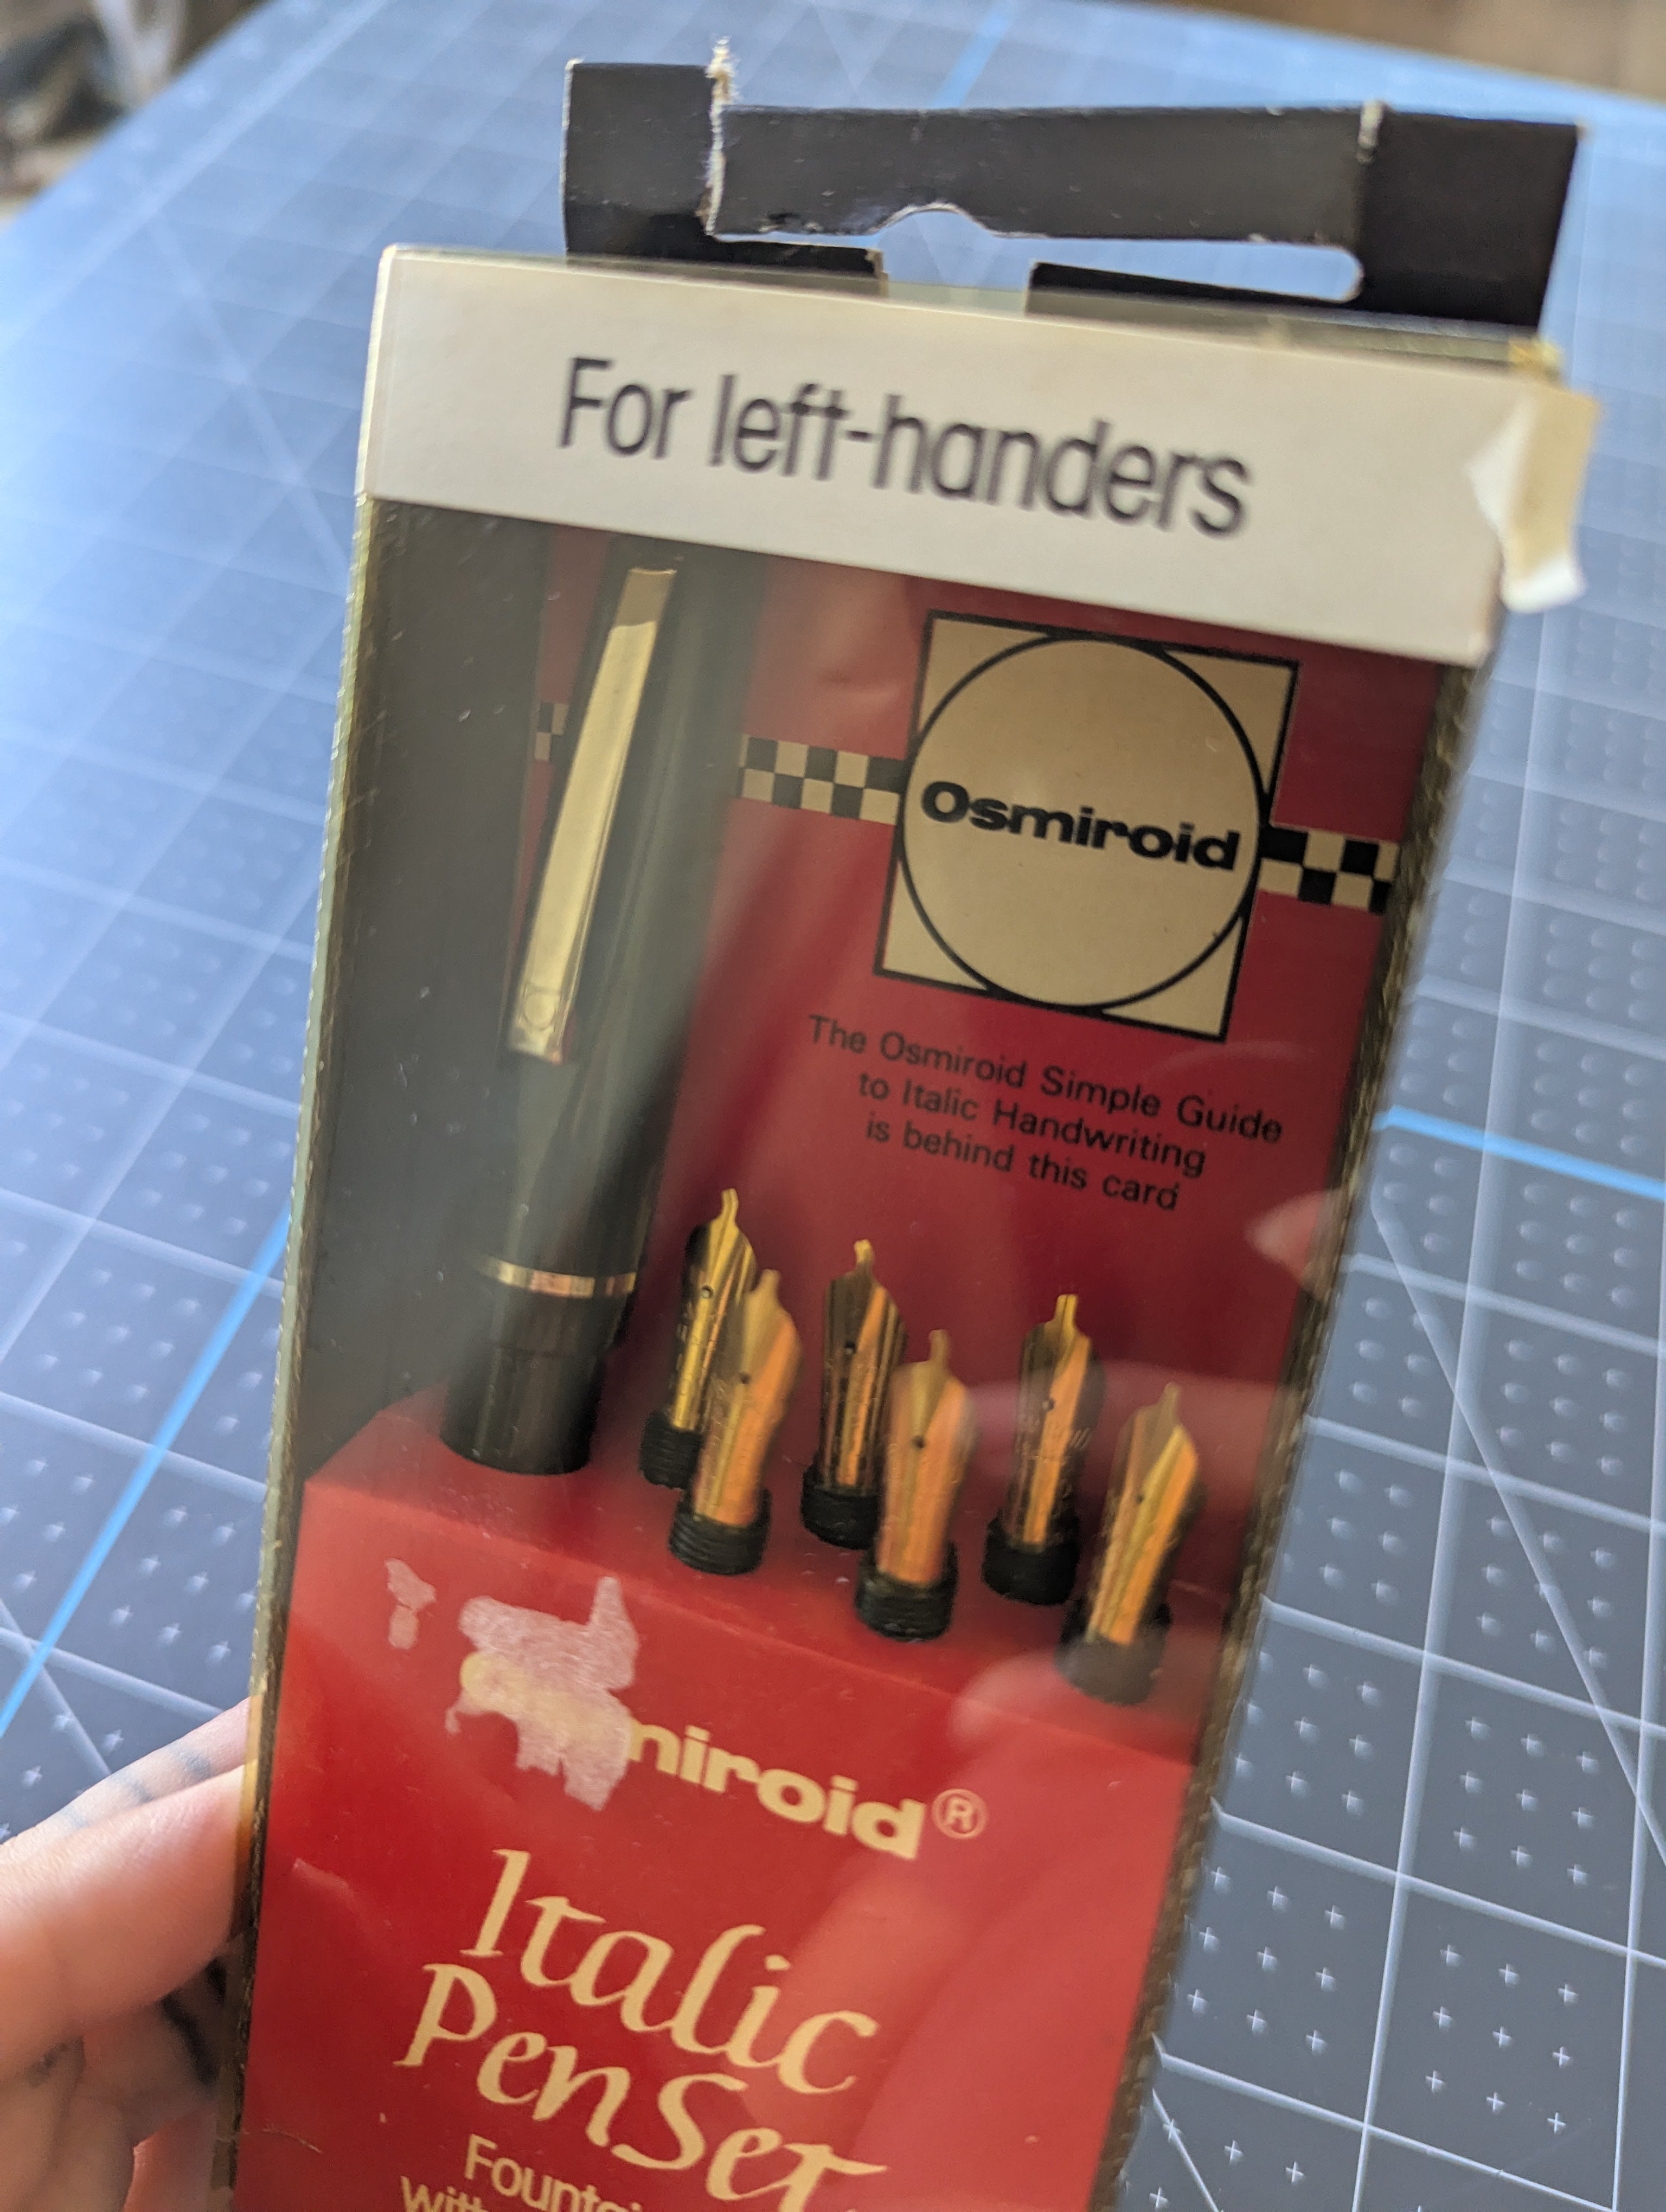 For left-handers
Osmiroid
The Osmiroid Simple Guide
to Italic Handwriting
is behind this card
niroid®
Italic
PenSet